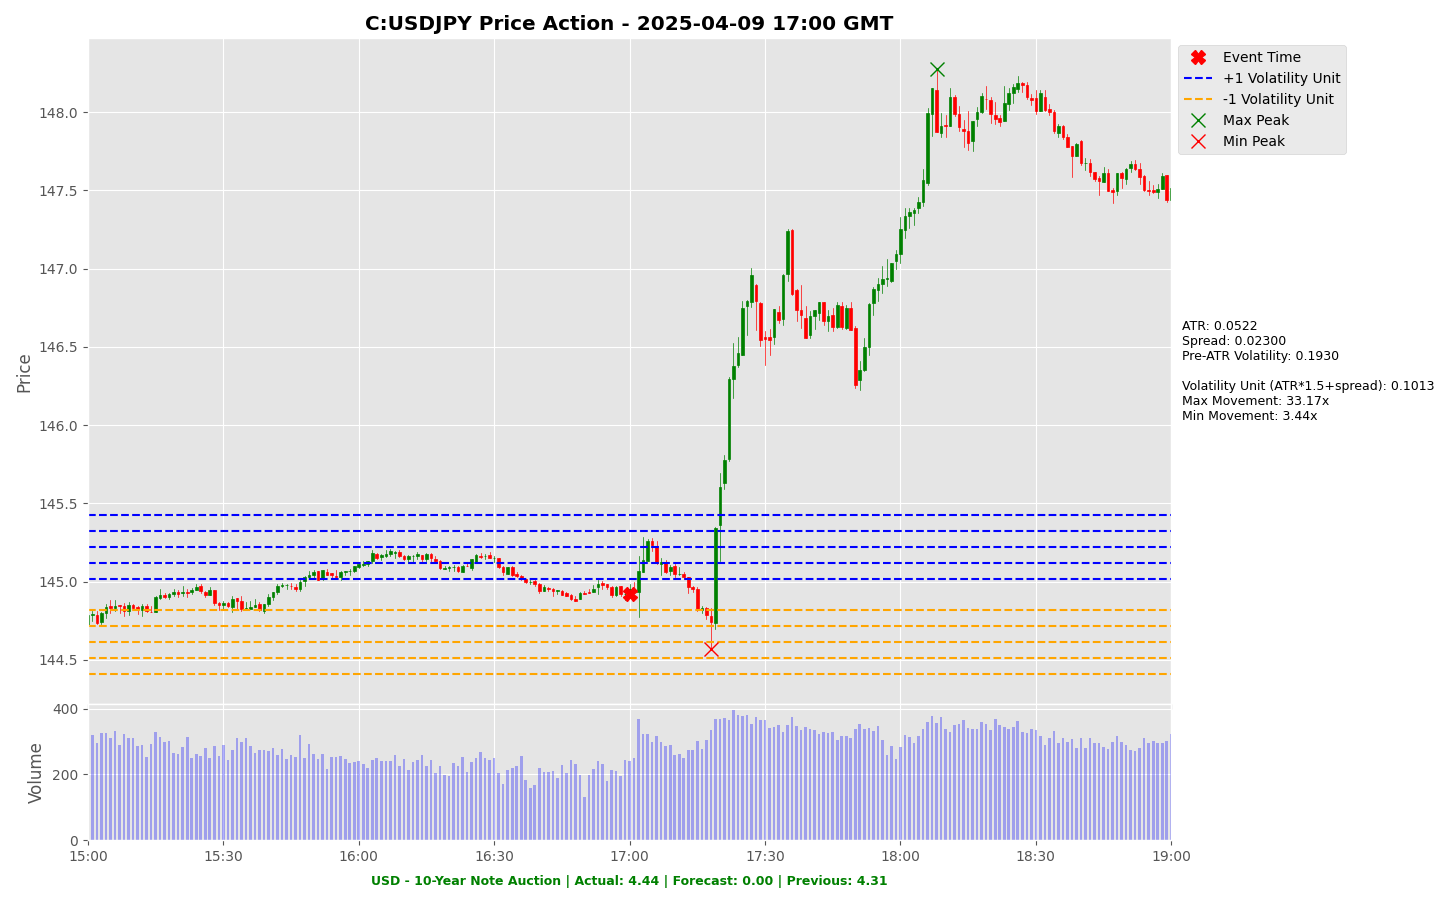 C:USDJPY Price Action - 2025-04-09 17:00 GMT
Event Time
+1 Volatility Unit
-1 Volatility Unit
Max Peak
Min Peak
Price
148.0
147.5
147.0
146.5
146.0
145.5
145.0
144.5
ATR: 0.0522
Spread: 0.02300
Pre-ATR Volatility: 0.1930
Volatility Unit (ATR*1.5+spread): 0.1013
Max Movement: 33.17x
Min Movement: 3.44x
Volume
400
200
0
15:00 15:30 16:00 16:30 17:00 17:30 18:00 18:30 19:00
USD - 10-Year Note Auction | Actual: 4.44 | Forecast: 0.00 | Previous: 4.31